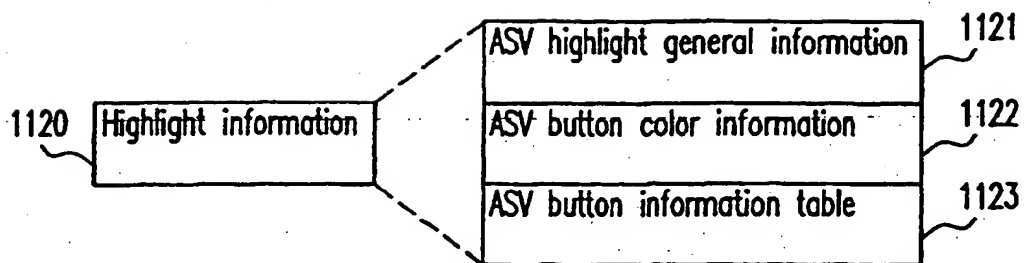 1120
Highlight information
ASV highlight general information
1121
ASV button color information
1122
ASV button information table
1123